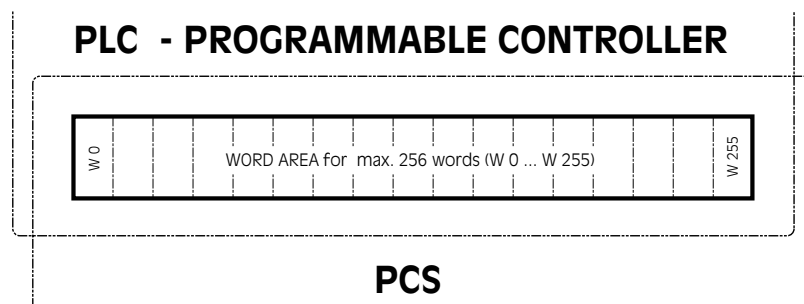 PLC - PROGRAMMABLE CONTROLLER
W 0
WORD AREA for max. 256 words (W 0 ... W 255)
W 255
PCS